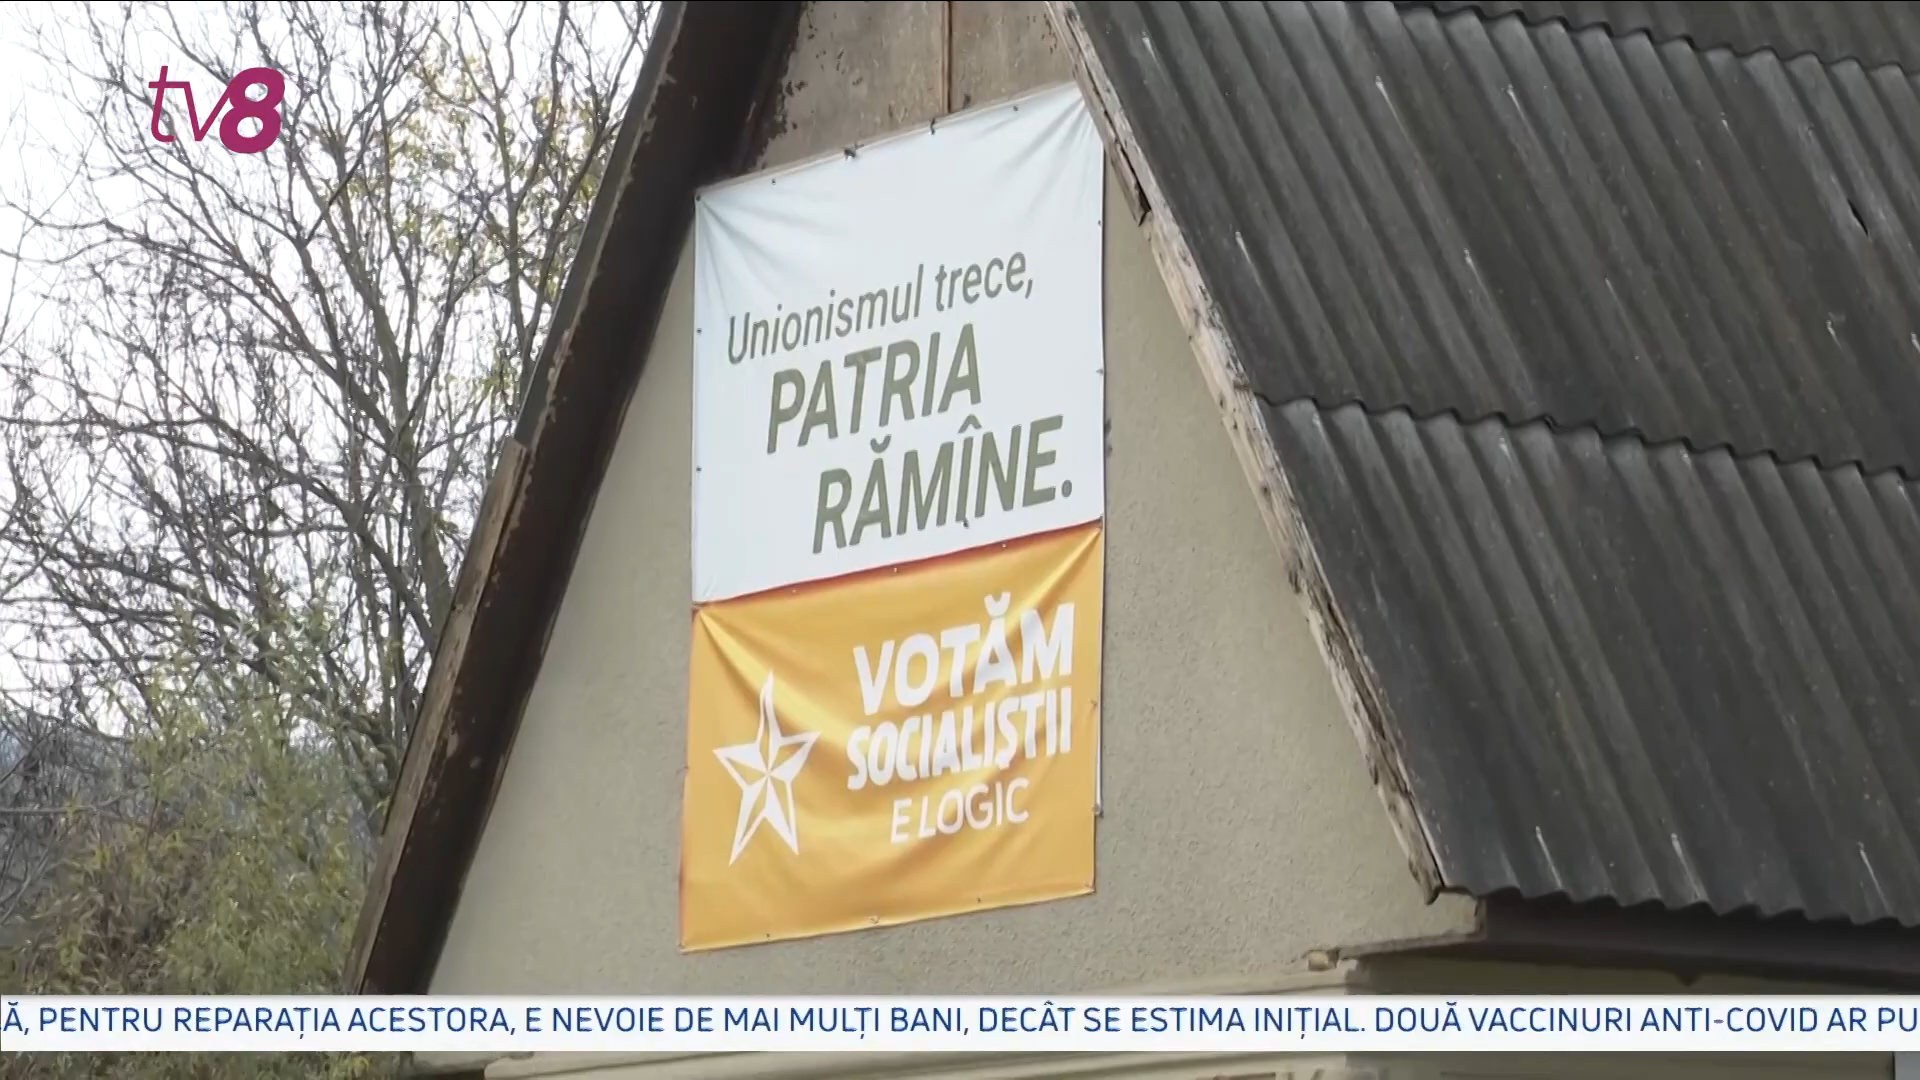 tv8
Unionismul trece,
PATRIA
RĂMÎNE.
VOTĂM
SOCIALIȘTII
E LOGIC
Ă, PENTRU REPARAȚIA ACESTORA, E NEVOIE DE MAI MULȚI BANI, DECÂT SE ESTIMA INIȚIAL. DOUĂ VACCINURI ANTI-COVID AR PU